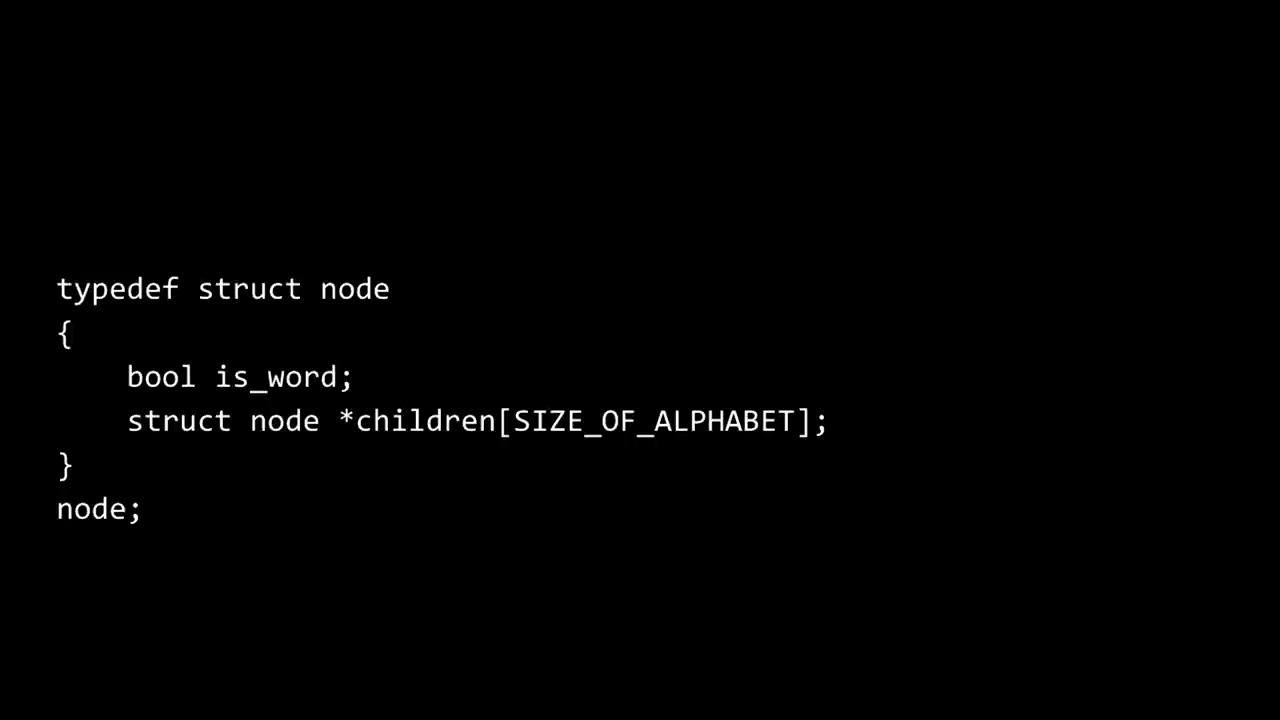 typedef struct node
{
    bool is_word;
    struct node *children[SIZE_OF_ALPHABET];
}
node;